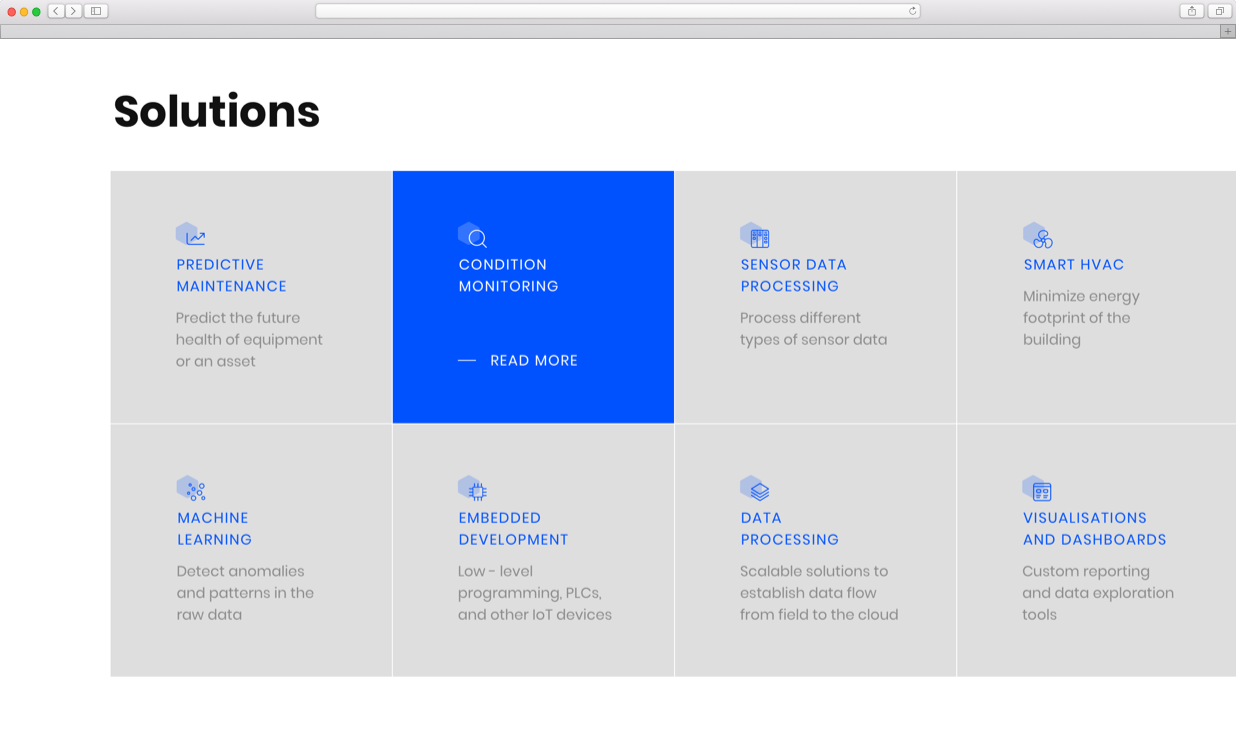 Solutions
PREDICTIVE
MAINTENANCE
Predict the future
health of equipment
or an asset
CONDITION
MONITORING
READ MORE
SENSOR DATA
PROCESSING
Process different
types of sensor data
SMART HVAC
Minimize energy
footprint of the
building
MACHINE
LEARNING
Detect anomalies
and patterns in the
raw data
EMBEDDED
DEVELOPMENT
Low - level
programming, PLCs,
and other IoT devices
DATA
PROCESSING
Scalable solutions to
establish data flow
from field to the cloud
VISUALISATIONS
AND DASHBOARDS
Custom reporting
and data exploration
tools